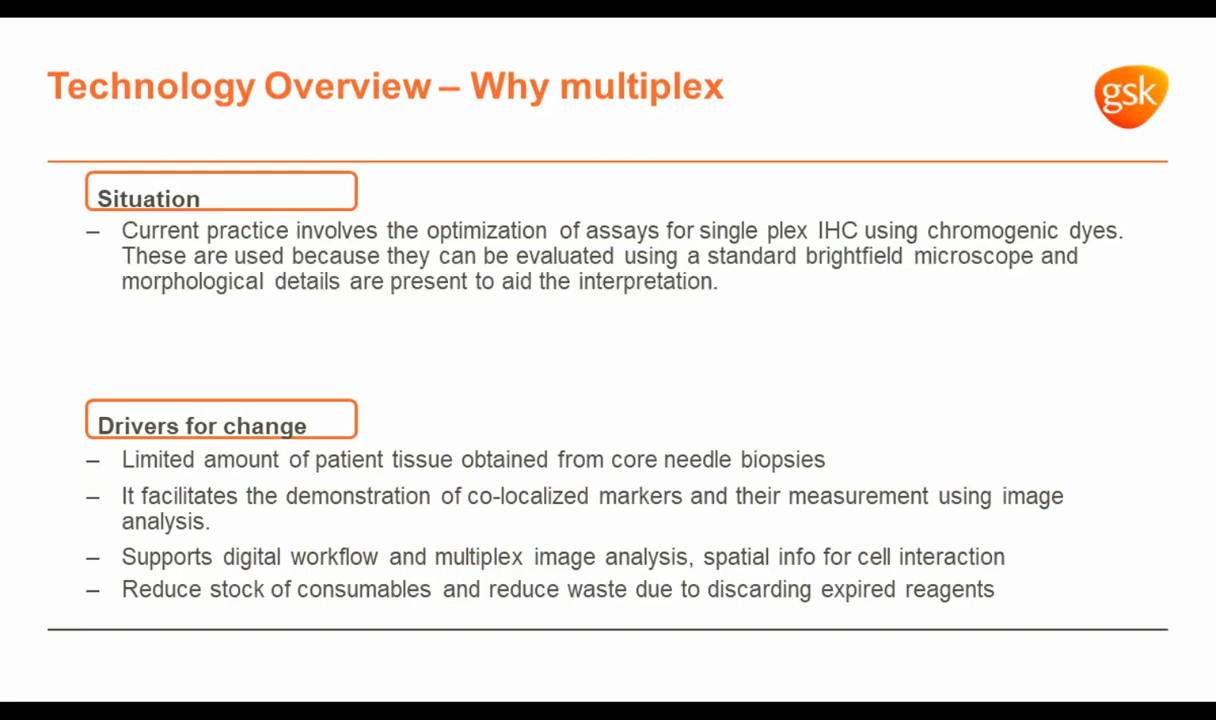 Technology Overview – Why multiplex
gsk
Situation
– Current practice involves the optimization of assays for single plex IHC using chromogenic dyes.
These are used because they can be evaluated using a standard brightfield microscope and
morphological details are present to aid the interpretation.
Drivers for change
– Limited amount of patient tissue obtained from core needle biopsies
– It facilitates the demonstration of co-localized markers and their measurement using image
analysis.
– Supports digital workflow and multiplex image analysis, spatial info for cell interaction
– Reduce stock of consumables and reduce waste due to discarding expired reagents